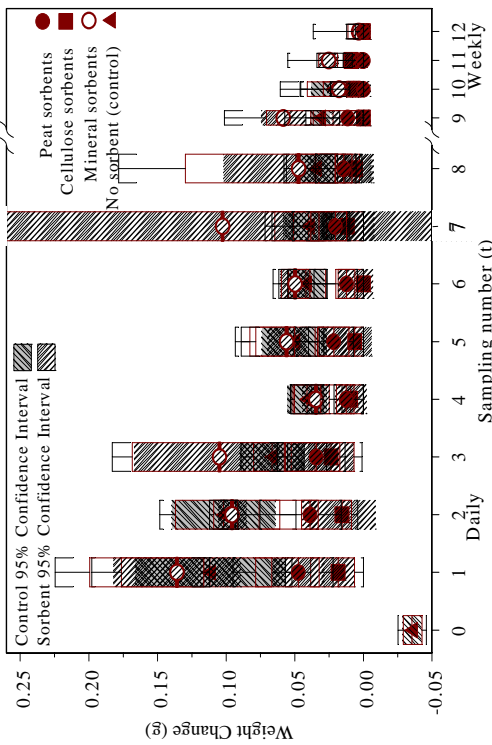 Control 95% Confidence Interval
Sorbent 95% Confidence Interval
Peat sorbents
Cellulose sorbents
Mineral sorbents
No sorbent (control)
Weight Change (g)
0.25
0.20
0.15
0.10
0.05
0.00
-0.05
0 1 2 3 4 5 6 7 8 9 10 11 12
Daily
Weekly
Sampling number (t)